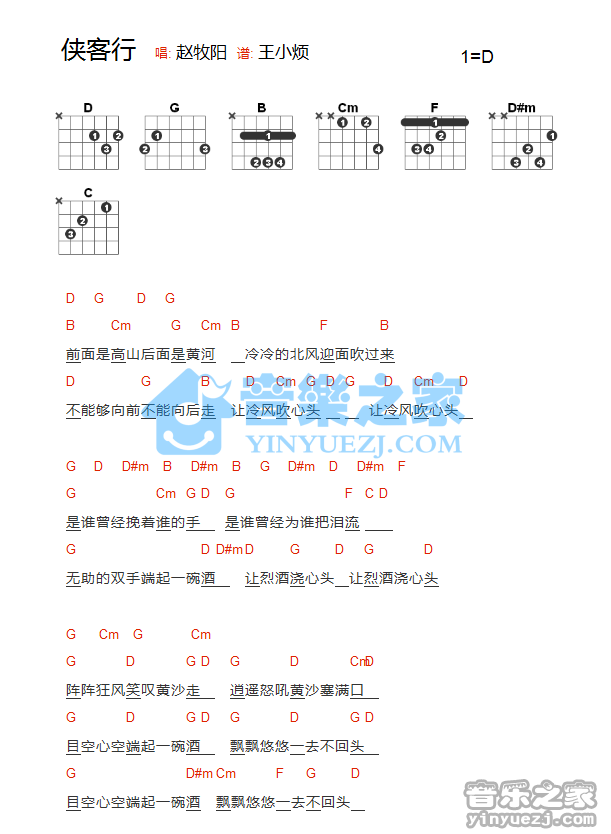 侠客行 唱: 赵牧阳 谱: 王小烦 1=D
D G B Cm F D#m
C
D G D G
B Cm G Cm B F B
前面是高山后面是黄河 冷冷的北风迎面吹过来
D G B D Cm G D G D Cm D
不能够向前不能向后走 让冷风吹心头 让冷风吹心头
音樂之家
YINYUEZJ.COM
G D D#m B D#m B G D#m D D#m F
G Cm G D G F C D
是谁曾经挽着谁的手 是谁曾经为谁把泪流
G D D#m D G D G D
无助的双手端起一碗酒 让烈酒浇心头 让烈酒浇心头
G Cm G Cm
G D G D G D Cm D
阵阵狂风笑叹黄沙走 逍遥怒吼黄沙塞满口
G D G D G D G D
目空心空端起一碗酒 飘飘悠悠一去不回头
G D#m Cm F G D
目空心空端起一碗酒 飘飘悠悠一去不回头
音乐之家
yinyuezj.com